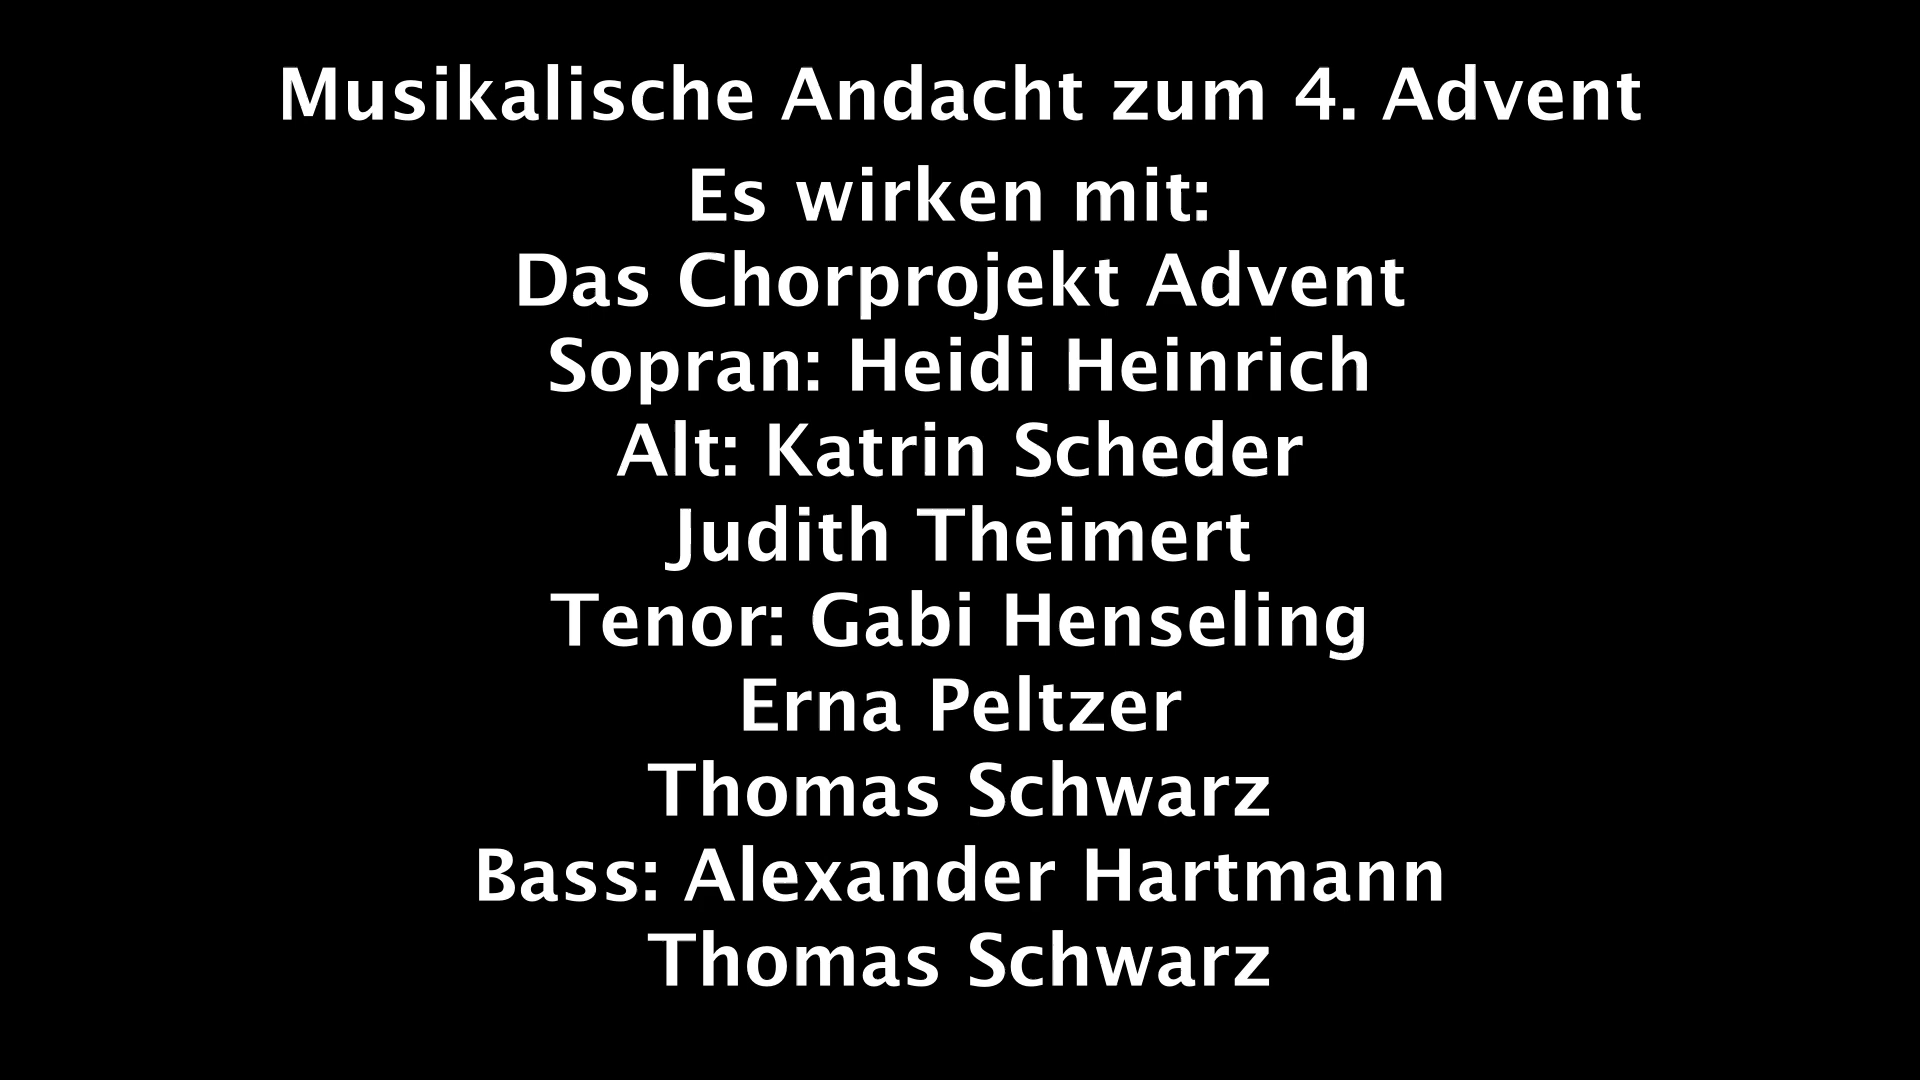 Musikalische Andacht zum 4. Advent
Es wirken mit:
Das Chorprojekt Advent
Sopran: Heidi Heinrich
Alt: Katrin Scheder
Judith Theimert
Tenor: Gabi Henseling
Erna Peltzer
Thomas Schwarz
Bass: Alexander Hartmann
Thomas Schwarz